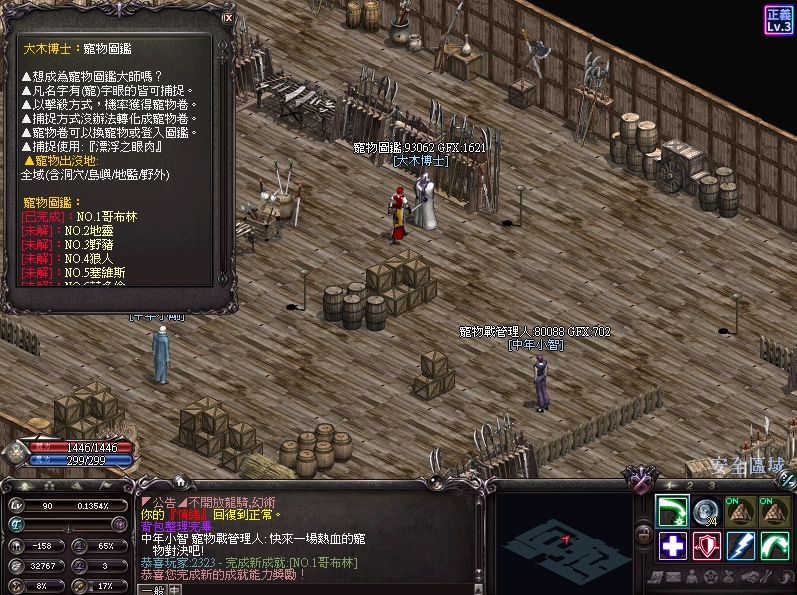 大木博士：寵物圖鑑
▲想成為寵物圖鑑大師嗎？
▲凡名字有(寵)字眼的皆可捕捉。
▲以擊殺方式，機率獲得寵物卷。
▲捕捉方式沒辦法轉化成寵物卷。
▲寵物卷可以換寵物或登入圖鑑。
▲捕捉使用:『漂浮之眼肉』
▲寵物出沒地:
全域(含洞穴/島嶼/地監/野外)
寵物圖鑑：
[已完成]：NO.1哥布林
[未解]：NO.2地靈
[未解]：NO.3野豬
[未解]：NO.4狼人
[未解]：NO.5塞維斯
正義
Lv.3
寵物圖鑑:93062 GFX:1621
[大木博士]
寵物戰管理人:80088 GFX:702
[中年小智]
安全區域
1446/1446
299/299
Lv 90 0.1354%
-158 65%
32767 3
8% 17%
◤公告◢不開放龍騎,幻術
你的『情緒』回復到正常。
背包整理完畢
中年小智 寵物戰管理人: 快來一場熱血的寵
物對決吧!
恭喜玩家:2323 - 完成新成就:[NO.1哥布林]
恭喜您完成新的成就能力獎勵！
一般
1 2 3
x4
ON
ON